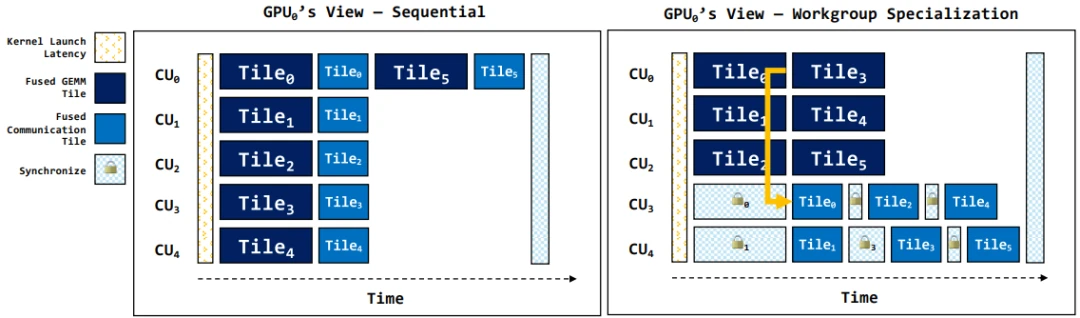 GPU₀’s View – Sequential
GPU₀’s View – Workgroup Specialization
Kernel Launch
Latency
Fused GEMM
Tile
Fused
Communication
Tile
Synchronize
CU₀
Tile₀
Tile₀
Tile₅
Tile₅
CU₁
Tile₁
Tile₁
CU₂
Tile₂
Tile₂
CU₃
Tile₃
Tile₃
CU₄
Tile₄
Tile₄
Time
CU₀
Tile₀
Tile₃
CU₁
Tile₁
Tile₄
CU₂
Tile₂
Tile₅
CU₃
0
Tile₀
Tile₂
Tile₄
CU₄
1
Tile₁
3
Tile₃
Tile₅
Time